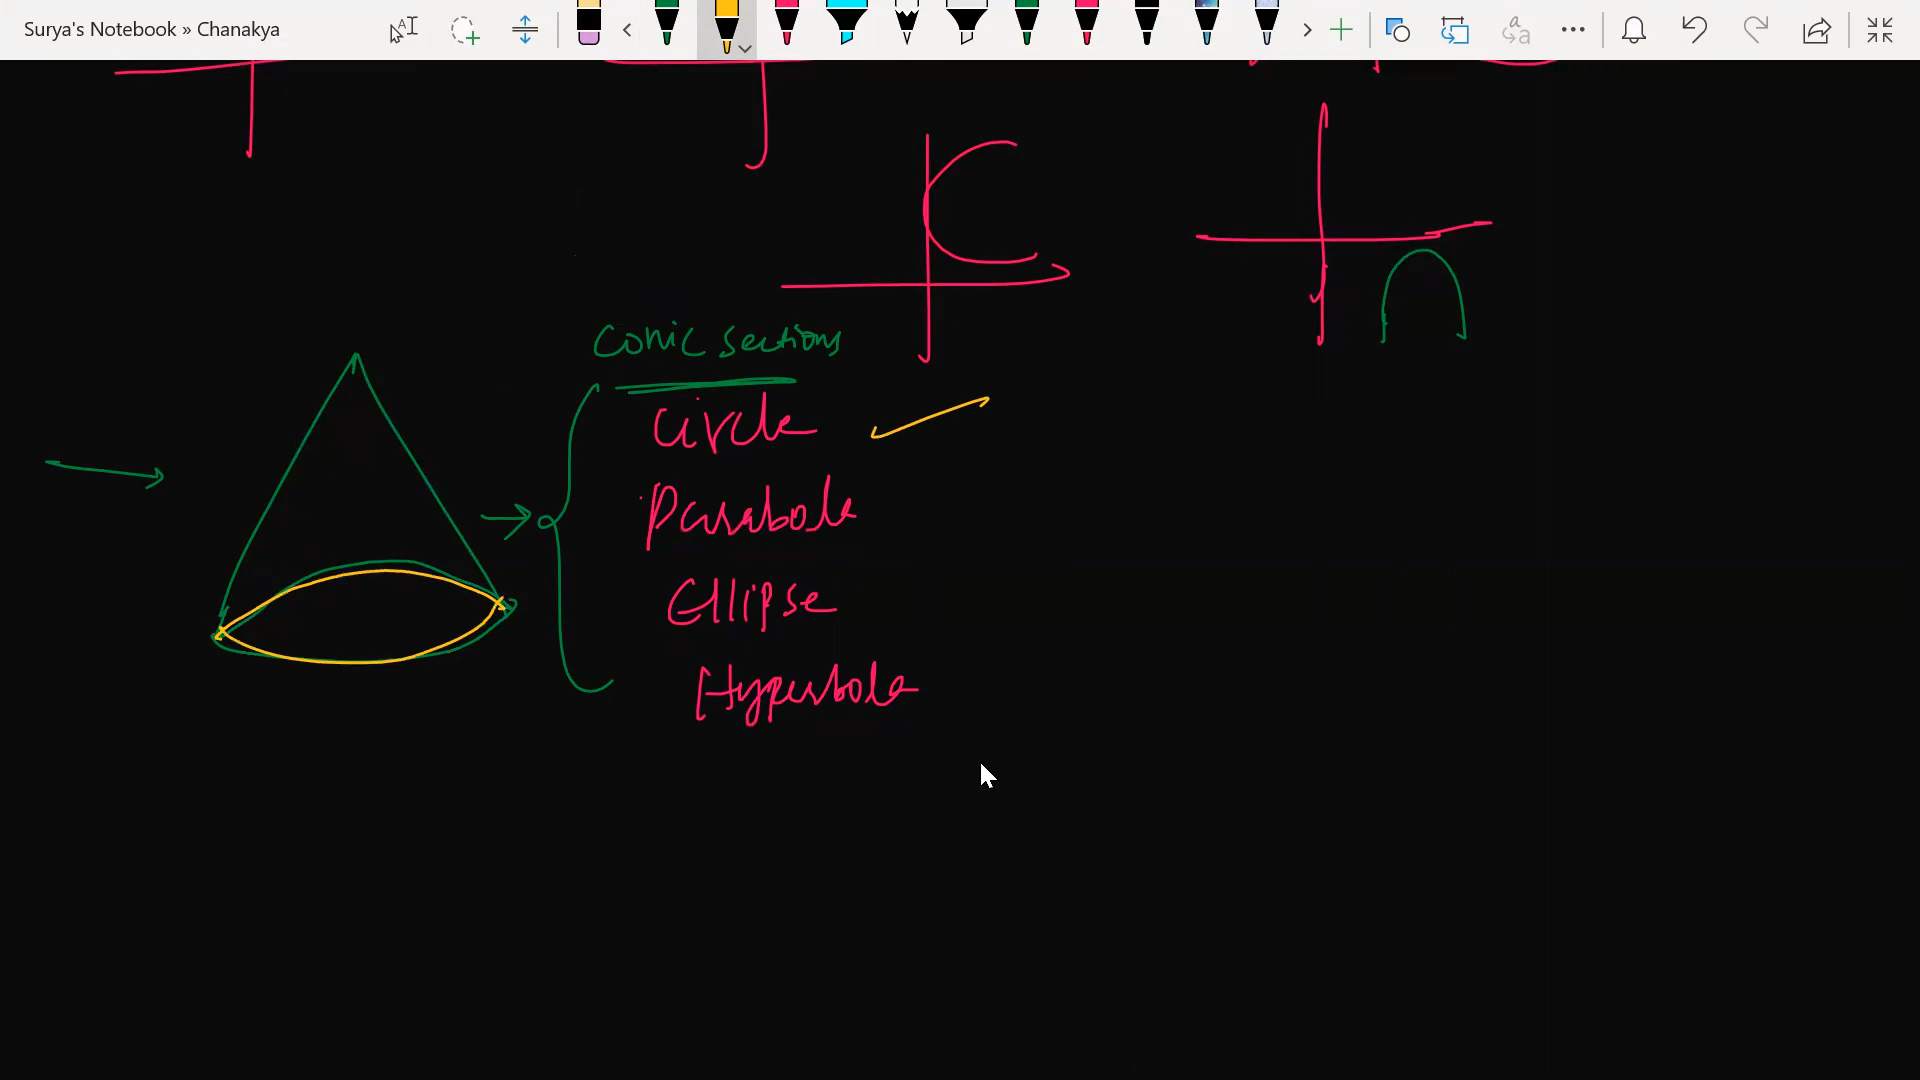 Surya's Notebook » Chanakya
Conic Sections
Circle
Parabola
Ellipse
Hyperbola